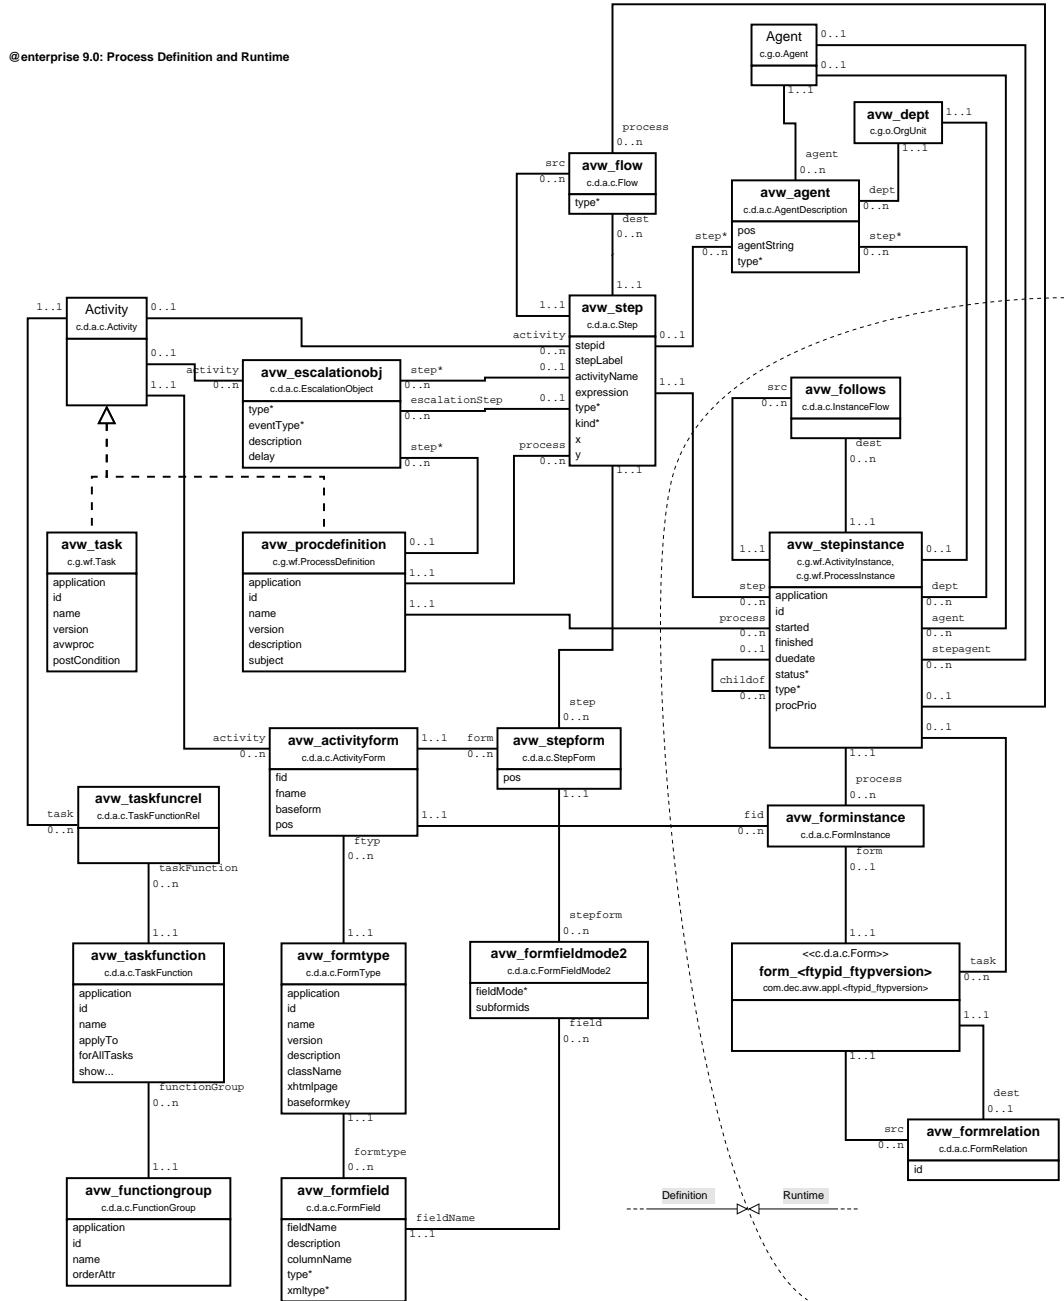 @enterprise 9.0: Process Definition and Runtime
Agent
c.g.o.Agent
0..1
0..1
1..1
avw_dept
c.g.o.OrgUnit
1..1
1..1
process
0..n
src
0..n
avw_flow
c.d.a.c.Flow
type*
dest
0..n
agent
0..n
avw_agent
c.d.a.c.AgentDescription
pos
agentString
type*
dept
0..n
step*
0..n
step*
0..n
1..1
Activity
c.d.a.c.Activity
0..1
0..1
1..1
1..1
1..1
avw_step
c.d.a.c.Step
stepid
stepLabel
activityName
expression
type*
kind*
x
y
activity
0..n
0..1
0..1
0..1
1..1
process
0..n
1..1
activity
0..n
avw_escalationobj
c.d.a.c.EscalationObject
type*
eventType*
description
delay
step*
0..n
escalationStep
0..n
step*
0..n
src
0..n
avw_follows
c.d.a.c.InstanceFlow
dest
0..n
avw_task
c.g.wf.Task
application
id
name
version
avwproc
postCondition
avw_procdefinition
c.g.wf.ProcessDefinition
application
id
name
version
description
subject
0..1
1..1
1..1
1..1
1..1
avw_stepinstance
c.g.wf.ActivityInstance,
c.g.wf.ProcessInstance
application
id
started
finished
duedate
status*
type*
procPrio
step
0..n
process
0..n
0..1
childof
0..n
0..1
dept
0..n
agent
0..n
stepagent
0..n
0..1
0..1
1..1
activity
0..n
avw_activityform
c.d.a.c.ActivityForm
fid
fname
baseform
pos
1..1
1..1
form
0..n
step
0..n
avw_stepform
c.d.a.c.StepForm
pos
1..1
process
0..n
fid
0..n
avw_forminstance
c.d.a.c.FormInstance
form
0..1
task
0..n
avw_taskfuncrel
c.d.a.c.TaskFunctionRel
taskFunction
0..n
ftyp
0..n
stepform
0..n
1..1
avw_taskfunction
c.d.a.c.TaskFunction
application
id
name
applyTo
forAllTasks
show...
functionGroup
0..n
1..1
avw_formtype
c.d.a.c.FormType
application
id
name
version
description
className
xhtmlpage
baseformkey
1..1
avw_formfieldmode2
c.d.a.c.FormFieldMode2
fieldMode*
subformids
field
0..n
1..1
<<c.d.a.c.Form>>
form_<ftypid_ftypversion>
com.dec.avw.appl.<ftypid_ftypversion>
task
0..n
1..1
1..1
dest
0..1
src
0..n
avw_formrelation
c.d.a.c.FormRelation
id
1..1
avw_functiongroup
c.d.a.c.FunctionGroup
application
id
name
orderAttr
formtype
0..n
avw_formfield
c.d.a.c.FormField
fieldName
description
columnName
type*
xmltype*
fieldName
1..1
Definition
Runtime